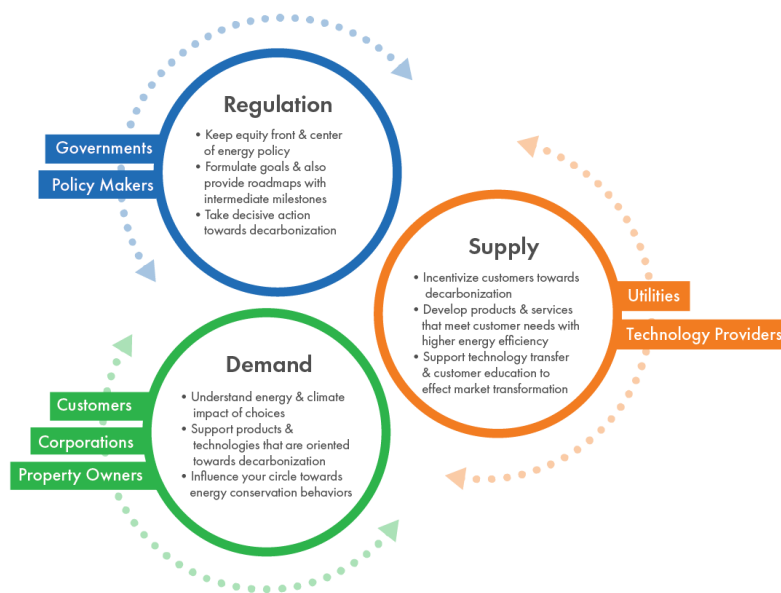 Regulation
• Keep equity front & center
of energy policy
• Formulate goals & also
provide roadmaps with
intermediate milestones
• Take decisive action
towards decarbonization
Governments
Policy Makers
Supply
• Incentivize customers towards
decarbonization
• Develop products & services
that meet customer needs with
higher energy efficiency
• Support technology transfer
& customer education to
effect market transformation
Utilities
Technology Providers
Demand
• Understand energy & climate
impact of choices
• Support products &
technologies that are oriented
towards decarbonization
• Influence your circle towards
energy conservation behaviors
Customers
Corporations
Property Owners